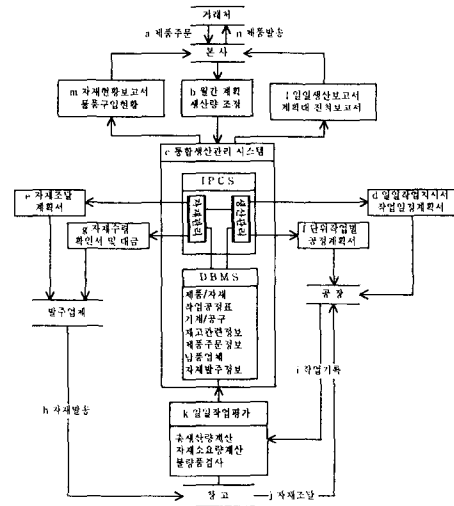 거래처
a 제품주문
n 제품발송
본사
m 자재현황보고서
물품구입현황
b 월간 계획
생산량 조정
l 일일생산보고서
계획대 진척보고서
c 통합생산관리 시스템
IPCS
자재관리
생산관리
e 자재조달
계획서
d 일일작업지시서
작업일정계획서
g 자재수령
확인서 및 대금
f 단위작업별
공정계획서
DBMS
제품/자재
작업공정표
기계/공구
재고관련정보
제품주문정보
납품업체
자재발주정보
발주업체
공장
i 작업기록
h 자재발송
k 일일작업평가
총생산량계산
자재소요량계산
불량품검사
창고
j 자재조달